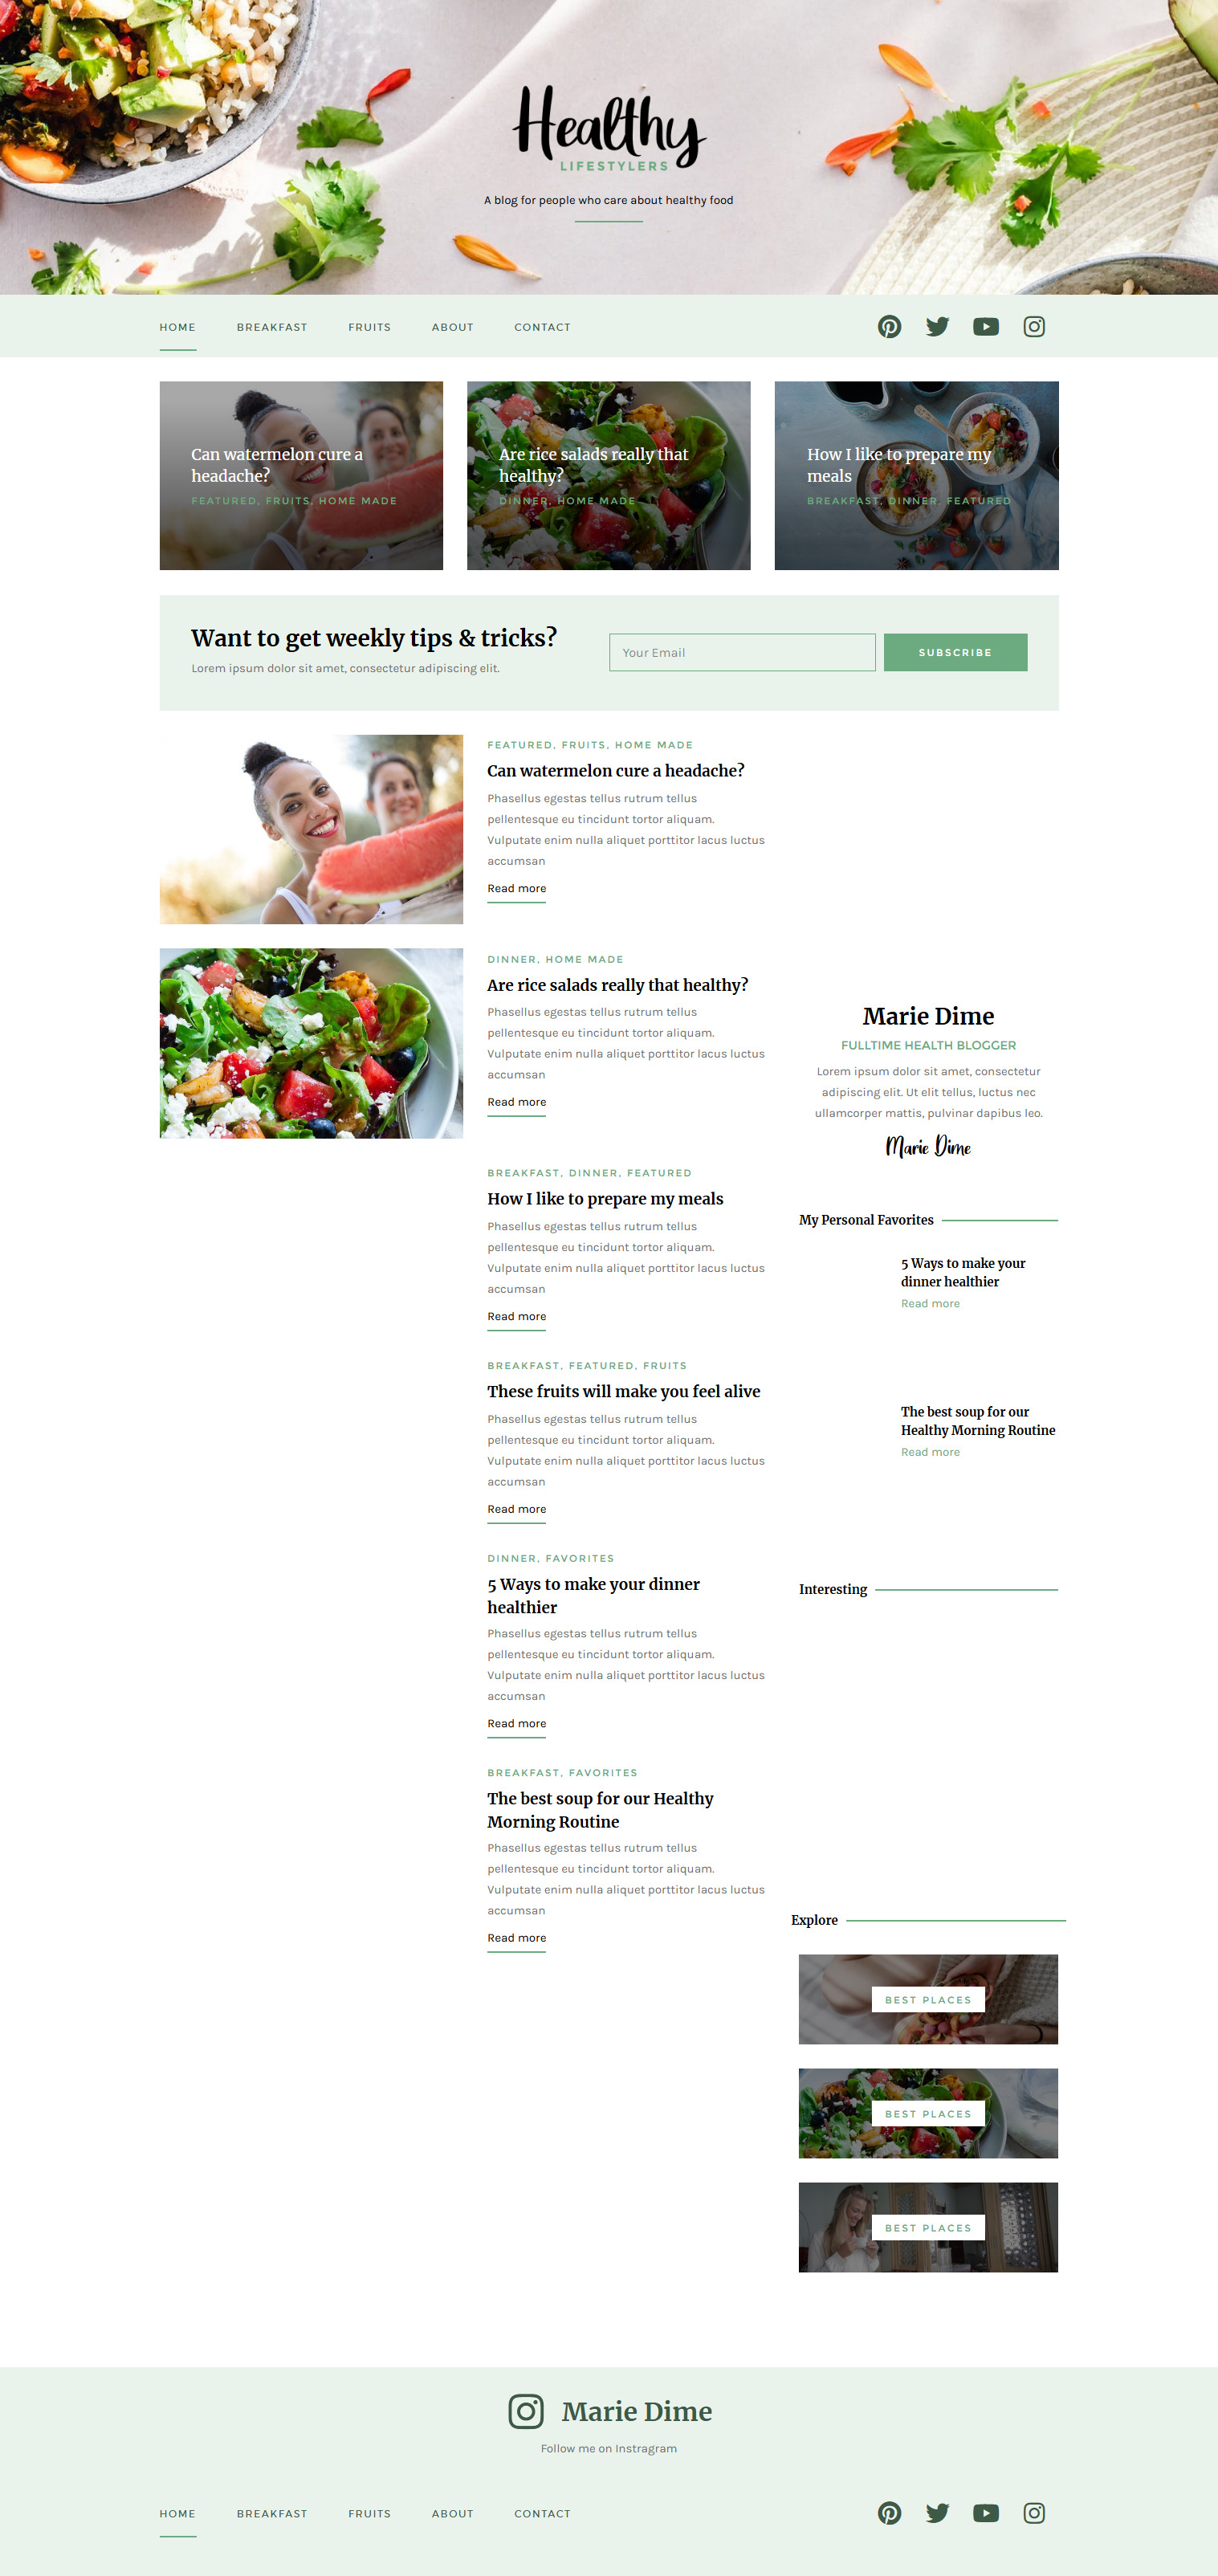 Healthy
LIFESTYLERS
A blog for people who care about healthy food
HOME BREAKFAST FRUITS ABOUT CONTACT
Can watermelon cure a
headache?
FEATURED, FRUITS, HOME MADE
Are rice salads really that
healthy?
DINNER, HOME MADE
How I like to prepare my
meals
BREAKFAST, DINNER, FEATURED
Want to get weekly tips & tricks?
Lorem ipsum dolor sit amet, consectetur adipiscing elit.
Your Email
SUBSCRIBE
FEATURED, FRUITS, HOME MADE
Can watermelon cure a headache?
Phasellus egestas tellus rutrum tellus
pellentesque eu tincidunt tortor aliquam.
Vulputate enim nulla aliquet porttitor lacus luctus
accumsan
Read more
DINNER, HOME MADE
Are rice salads really that healthy?
Phasellus egestas tellus rutrum tellus
pellentesque eu tincidunt tortor aliquam.
Vulputate enim nulla aliquet porttitor lacus luctus
accumsan
Read more
BREAKFAST, DINNER, FEATURED
How I like to prepare my meals
Phasellus egestas tellus rutrum tellus
pellentesque eu tincidunt tortor aliquam.
Vulputate enim nulla aliquet porttitor lacus luctus
accumsan
Read more
BREAKFAST, FEATURED, FRUITS
These fruits will make you feel alive
Phasellus egestas tellus rutrum tellus
pellentesque eu tincidunt tortor aliquam.
Vulputate enim nulla aliquet porttitor lacus luctus
accumsan
Read more
DINNER, FAVORITES
5 Ways to make your dinner
healthier
Phasellus egestas tellus rutrum tellus
pellentesque eu tincidunt tortor aliquam.
Vulputate enim nulla aliquet porttitor lacus luctus
accumsan
Read more
BREAKFAST, FAVORITES
The best soup for our Healthy
Morning Routine
Phasellus egestas tellus rutrum tellus
pellentesque eu tincidunt tortor aliquam.
Vulputate enim nulla aliquet porttitor lacus luctus
accumsan
Read more
Marie Dime
FULLTIME HEALTH BLOGGER
Lorem ipsum dolor sit amet, consectetur
adipiscing elit. Ut elit tellus, luctus nec
ullamcorper mattis, pulvinar dapibus leo.
Marie Dime
My Personal Favorites
5 Ways to make your
dinner healthier
Read more
The best soup for our
Healthy Morning Routine
Read more
Interesting
Explore
BEST PLACES
BEST PLACES
BEST PLACES
Marie Dime
Follow me on Instragram
HOME BREAKFAST FRUITS ABOUT CONTACT